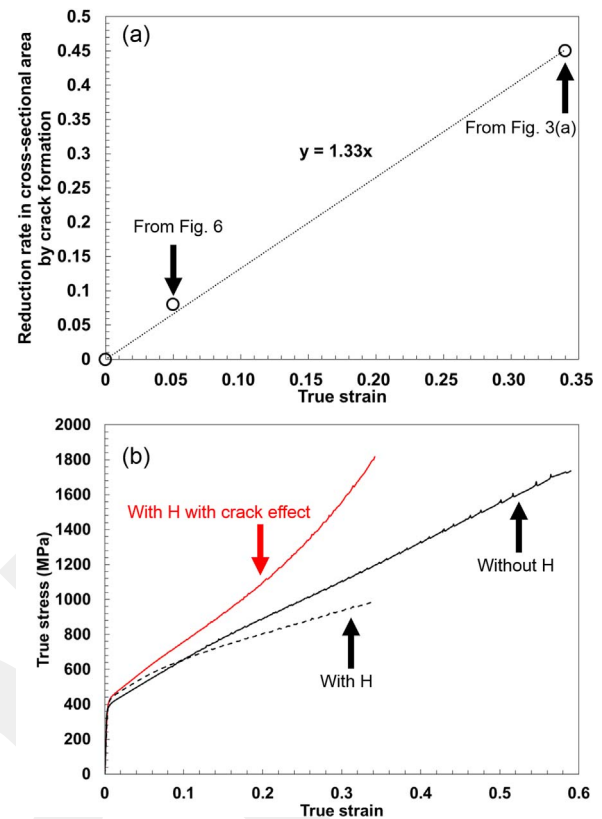 (a)
Reduction rate in cross-sectional area
by crack formation
0.5
0.45
0.4
0.35
0.3
0.25
0.2
0.15
0.1
0.05
0
From Fig. 3(a)
y = 1.33x
From Fig. 6
0 0.05 0.10 0.15 0.20 0.25 0.30 0.35
True strain
(b)
True stress (MPa)
2000
1800
1600
1400
1200
1000
800
600
400
200
0
With H with crack effect
Without H
With H
0 0.1 0.2 0.3 0.4 0.5 0.6
True strain